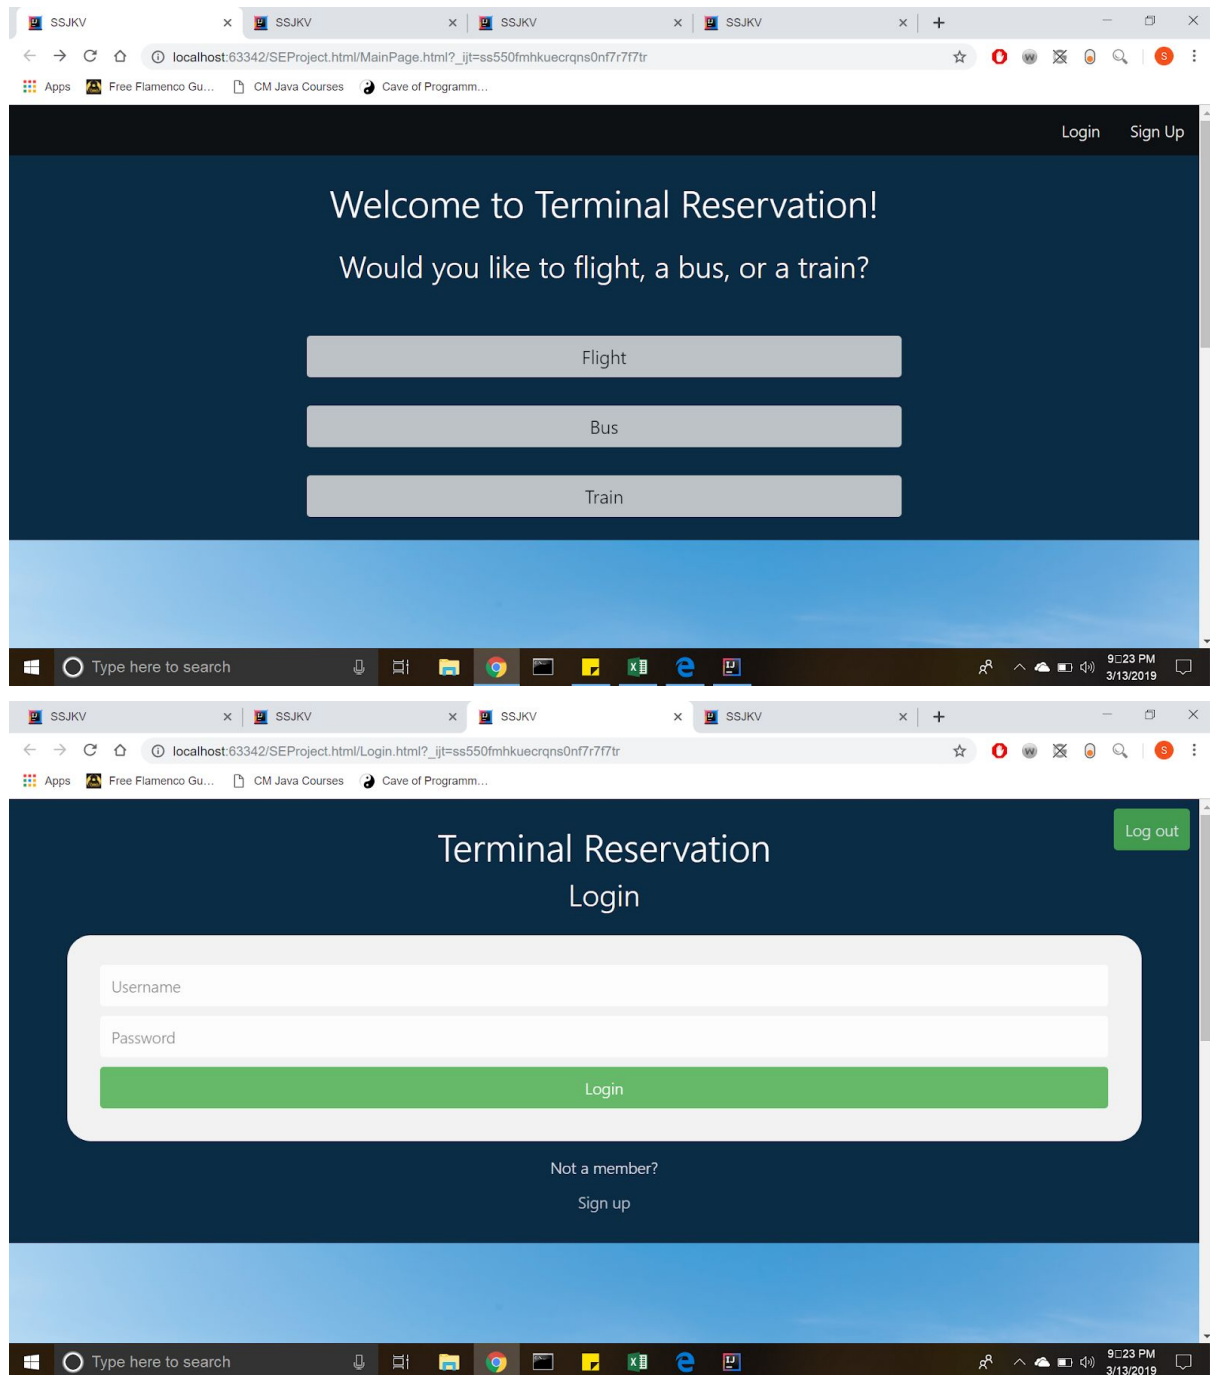 SSJKV SSJKV SSJKV SSJKV
localhost:63342/SEProject.html/MainPage.html?_ijt=ss550fmhkuecrqns0nf7r7f7tr
Apps Free Flamenco Gu... CM Java Courses Cave of Programm...
Login Sign Up
Welcome to Terminal Reservation!
Would you like to flight, a bus, or a train?
Flight
Bus
Train
Type here to search
9□23 PM
3/13/2019
SSJKV SSJKV SSJKV SSJKV
localhost:63342/SEProject.html/Login.html?_ijt=ss550fmhkuecrqns0nf7r7f7tr
Apps Free Flamenco Gu... CM Java Courses Cave of Programm...
Log out
Terminal Reservation
Login
Username
Password
Login
Not a member?
Sign up
Type here to search
9□23 PM
3/13/2019